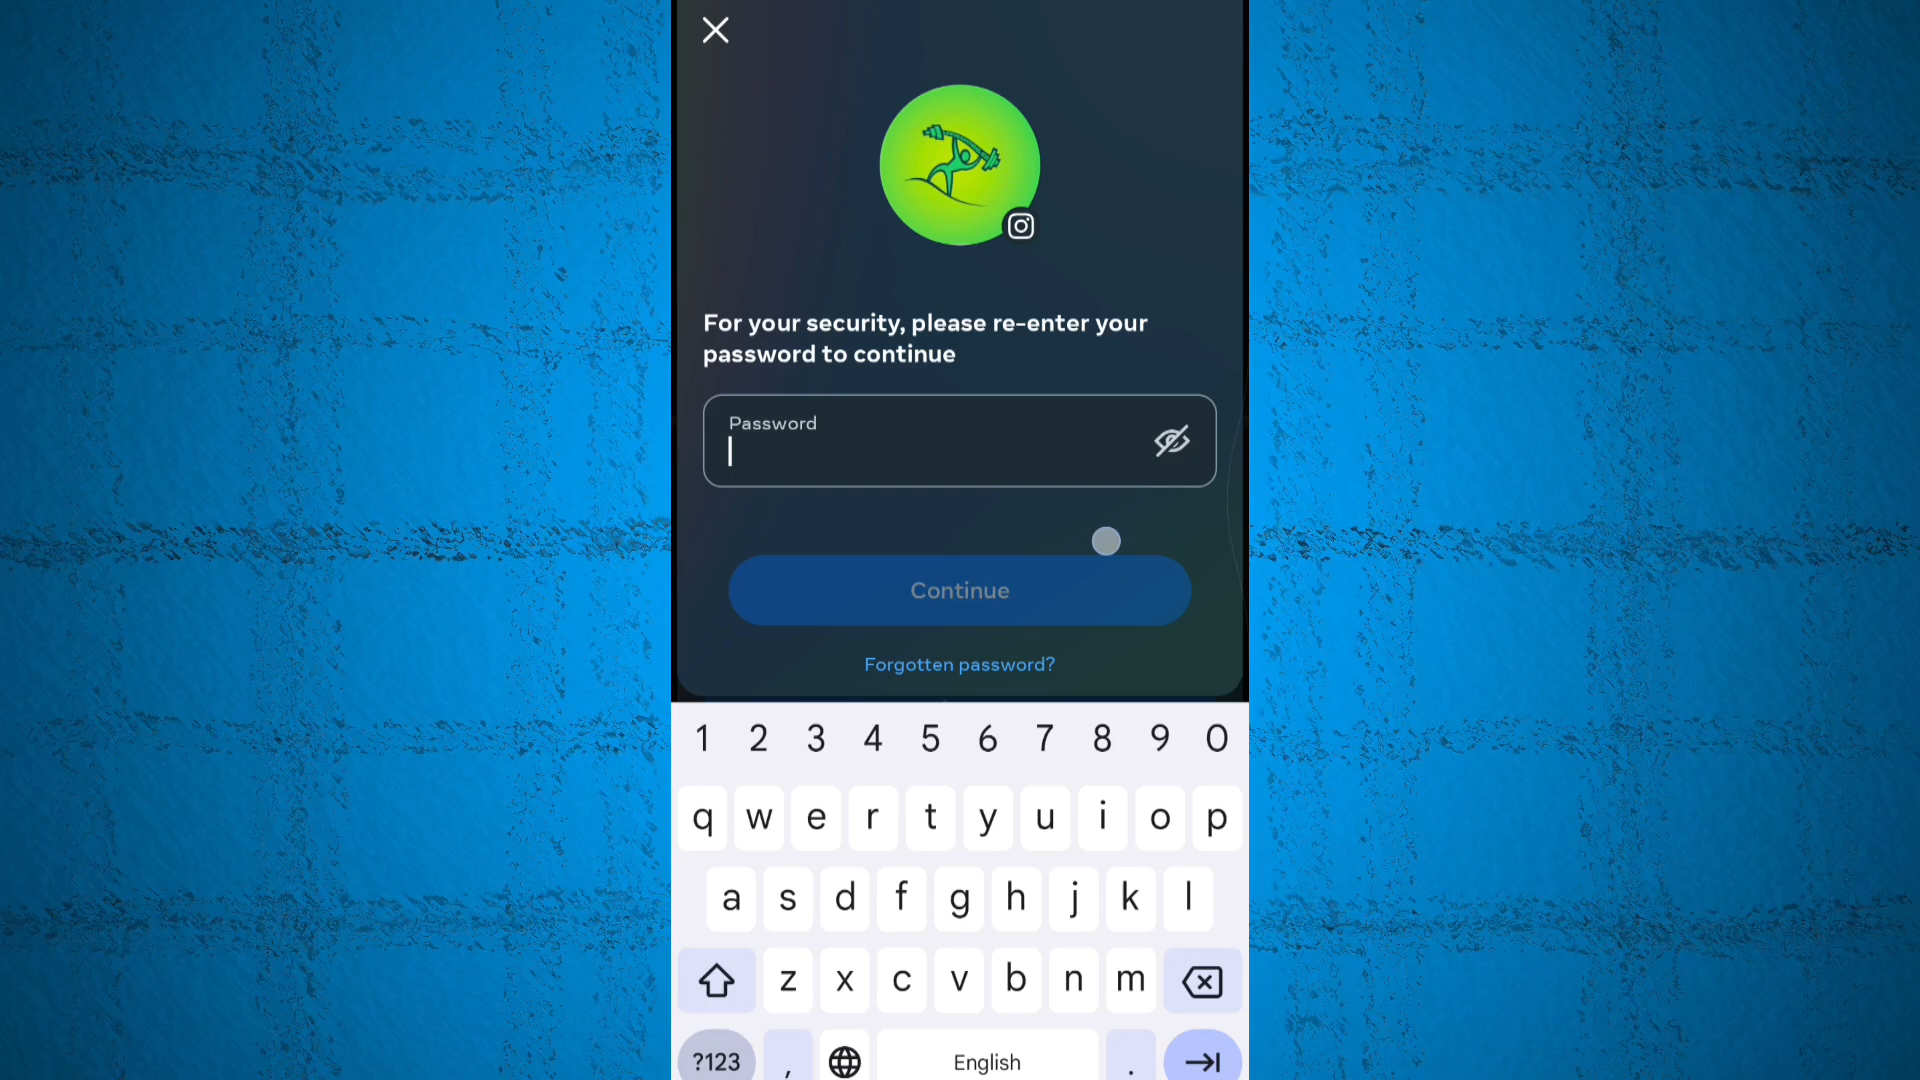 For your security, please re-enter your
password to continue
Password
Continue
Forgotten password?
1 2 3 4 5 6 7 8 9 0
q w e r t y u i o p
a s d f g h j k l
z x c v b n m
?123 , English .